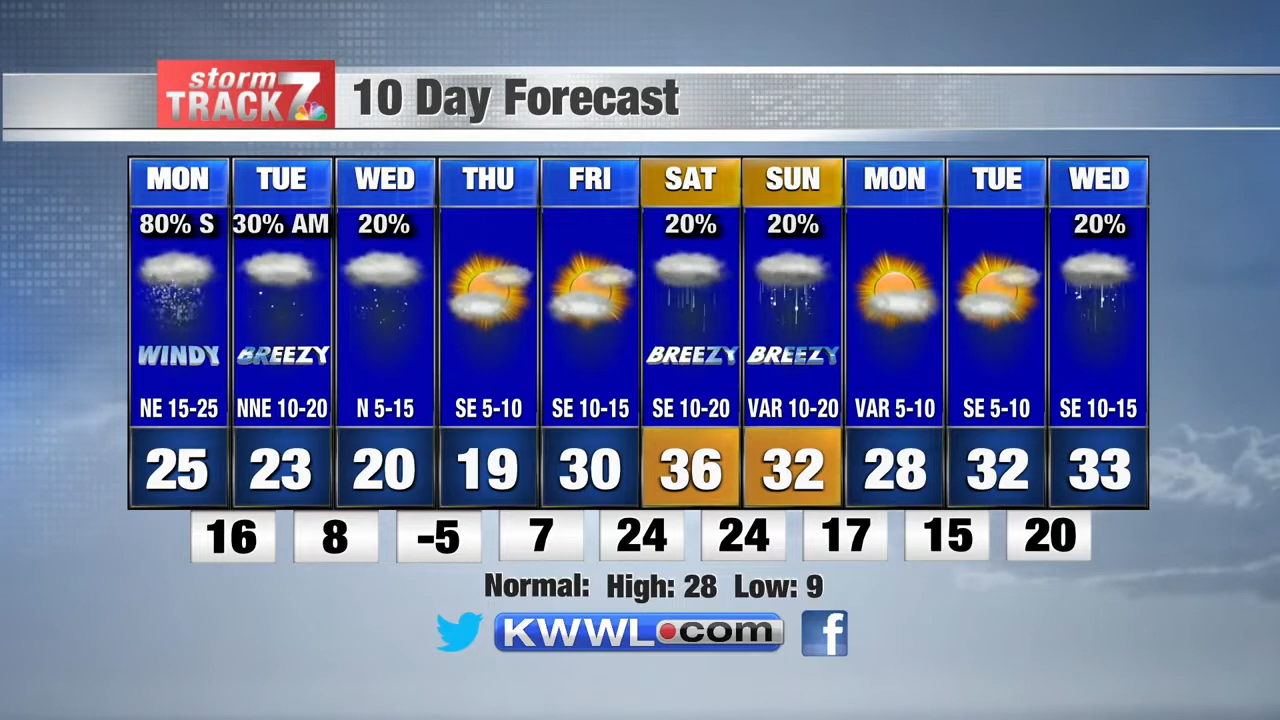 storm
TRACK 7
10 Day Forecast
MON TUE WED THU FRI SAT SUN MON TUE WED
80% S 30% AM 20% 20% 20% 20%
WINDY BREEZY BREEZY BREEZY
NE 15-25 NNE 10-20 N 5-15 SE 5-10 SE 10-15 SE 10-20 VAR 10-20 VAR 5-10 SE 5-10 SE 10-15
25 23 20 19 30 36 32 28 32 33
16 8 -5 7 24 24 17 15 20
Normal: High: 28 Low: 9
KWWL.com f